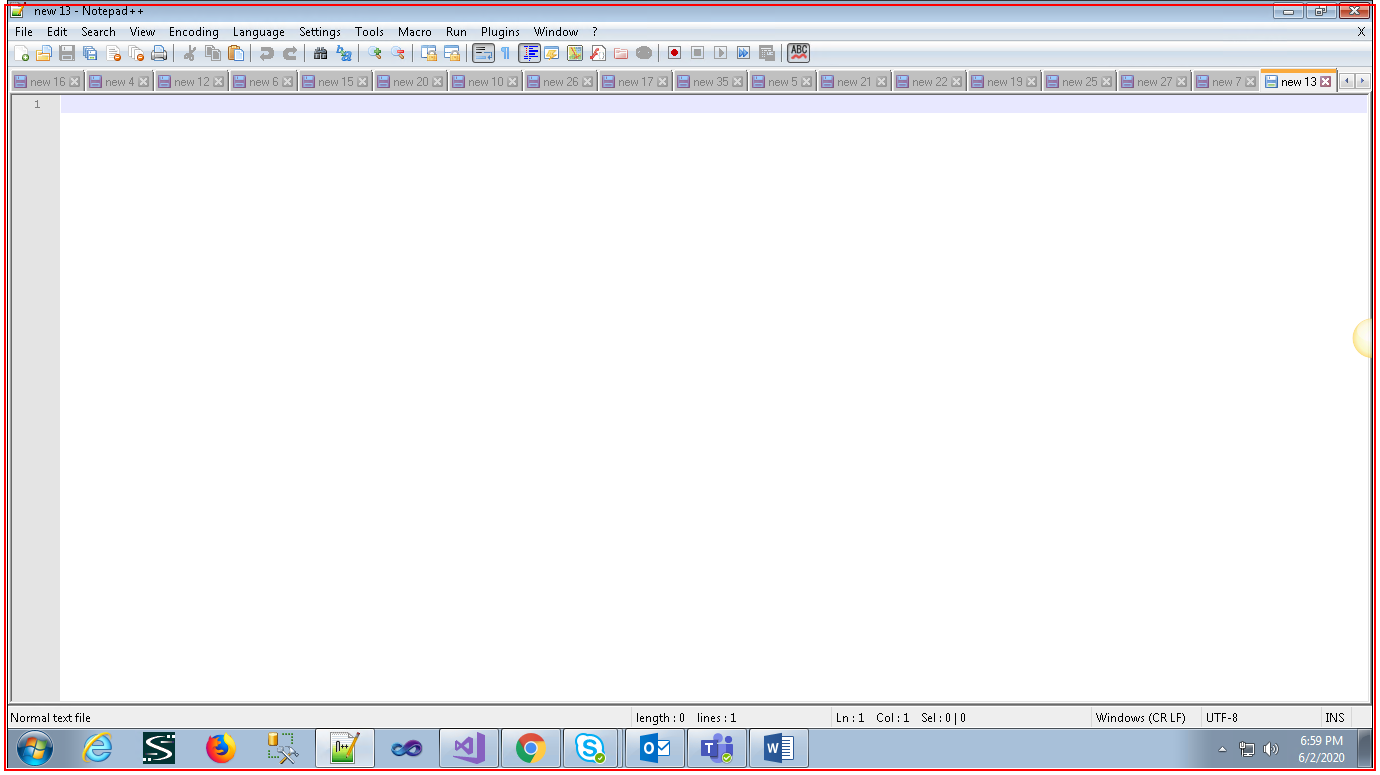 new 13 - Notepad++
File Edit Search View Encoding Language Settings Tools Macro Run Plugins Window ? X
ABC
new 16 new 4 new 12 new 6 new 15 new 20 new 10 new 26 new 17 new 35 new 5 new 21 new 22 new 19 new 25 new 27 new 7 new 13
1
Normal text file length : 0 lines : 1 Ln : 1 Col : 1 Sel : 0 | 0 Windows (CR LF) UTF-8 INS
6:59 PM
6/2/2020